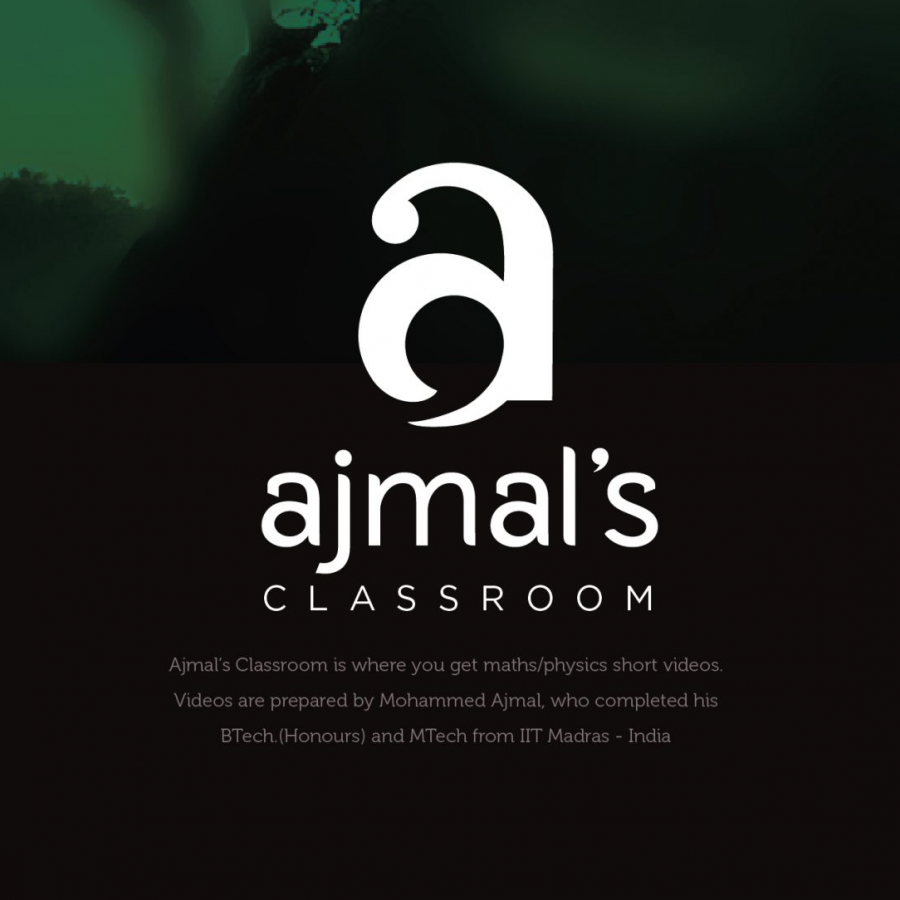 a
ajmal’s
CLASSROOM
Ajmal’s Classroom is where you get maths/physics short videos.
Videos are prepared by Mohammed Ajmal, who completed his
BTech.(Honours) and MTech from IIT Madras - India